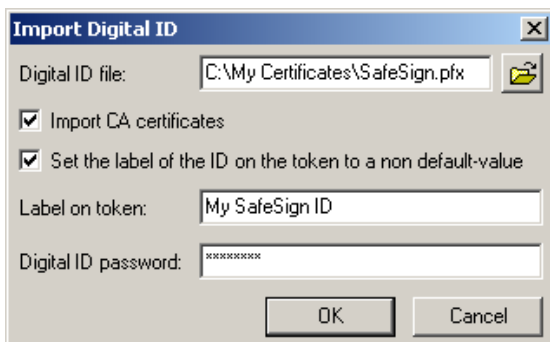 Import Digital ID
Digital ID file: C:\My Certificates\SafeSign.pfx
Import CA certificates
Set the label of the ID on the token to a non default-value
Label on token: My SafeSign ID
Digital ID password: ********
OK Cancel